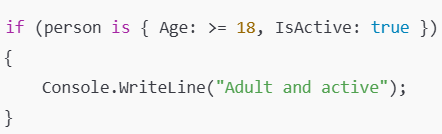 if (person is { Age: >= 18, IsActive: true })
{
    Console.WriteLine("Adult and active");
}